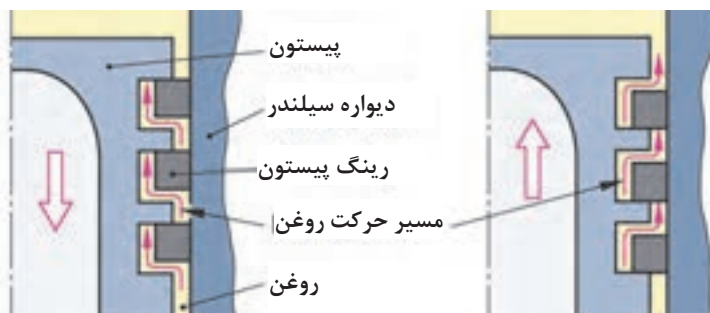 پیستون
دیواره سیلندر
رینگ پیستون
مسیر حرکت روغن
روغن